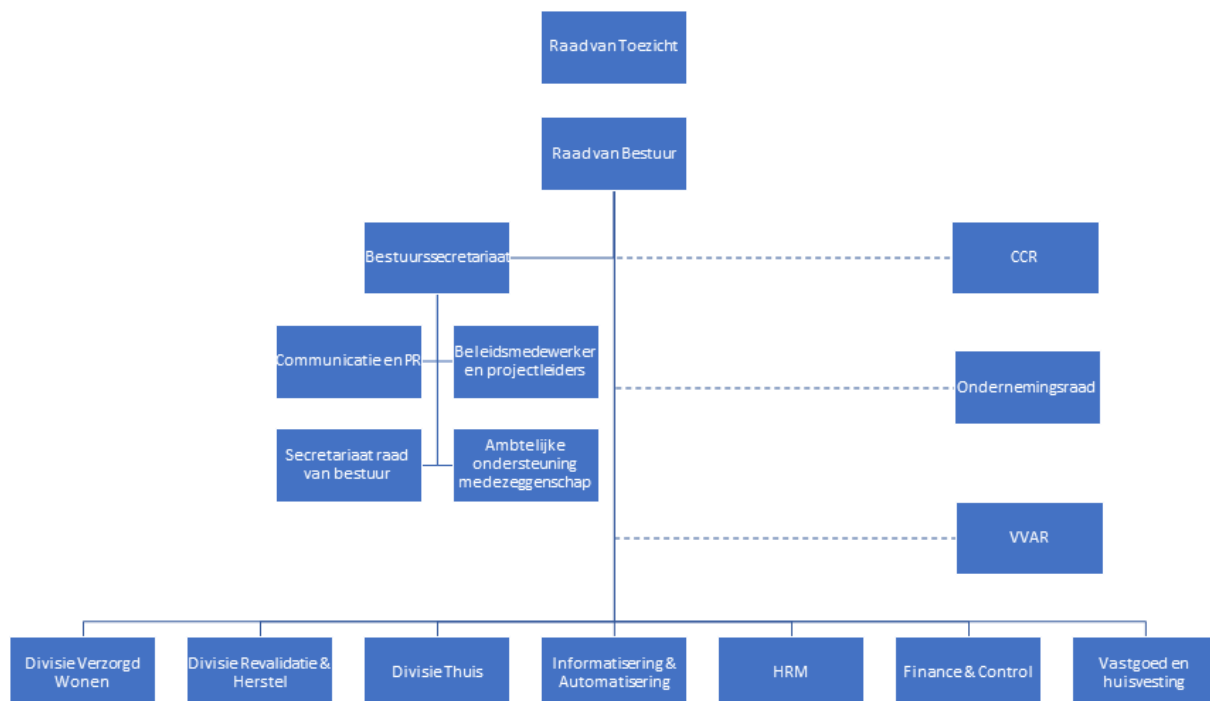 Raad van Toezicht
Raad van Bestuur
Bestuurssecretariaat
CCR
Communicatie en PR
Beleidsmedewerker
en projectleiders
Ondernemingsraad
Secretariaat raad
van bestuur
Ambtelijke
ondersteuning
medezeggenschap
VVAR
Divisie Verzorgd
Wonen
Divisie Revalidatie &
Herstel
Divisie Thuis
Informatisering &
Automatisering
HRM
Finance & Control
Vastgoed en
huisvesting